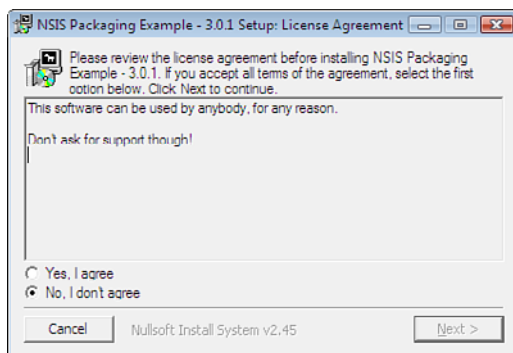 NSIS Packaging Example - 3.0.1 Setup: License Agreement
Please review the license agreement before installing NSIS Packaging
Example - 3.0.1. If you accept all terms of the agreement, select the first
option below. Click Next to continue.
This software can be used by anybody, for any reason.
Don't ask for support though!
Yes, I agree
No, I don't agree
Cancel
Nullsoft Install System v2.45
Next >